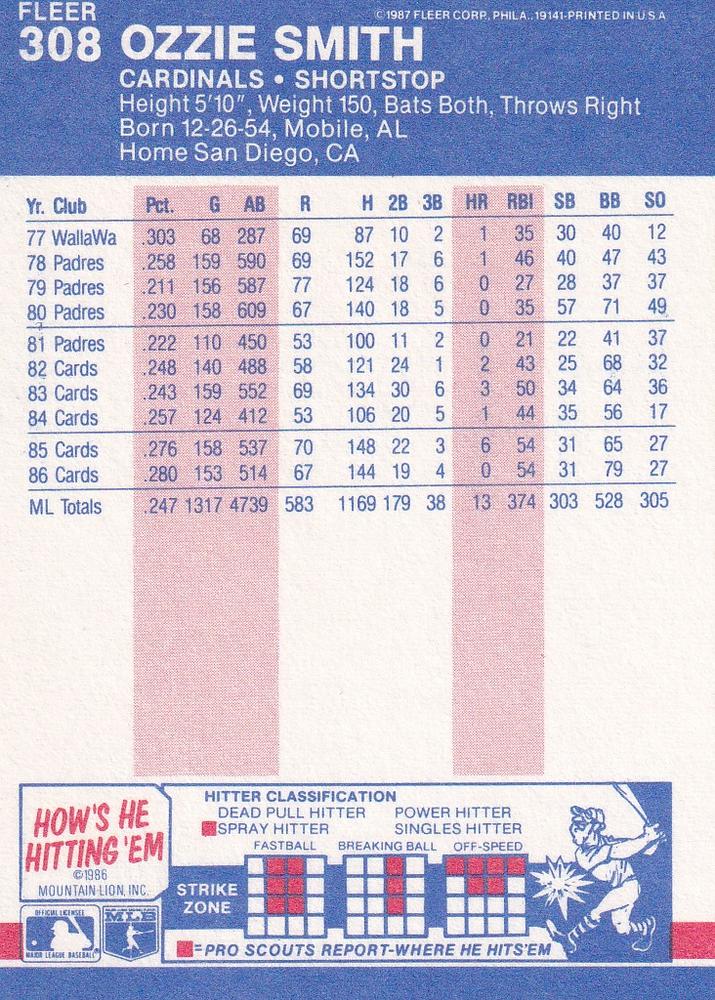 FLEER
© 1987 FLEER CORP. PHILA., 19141-PRINTED IN U S A
308 OZZIE SMITH
CARDINALS • SHORTSTOP
Height 5'10", Weight 150, Bats Both, Throws Right
Born 12-26-54, Mobile, AL
Home San Diego, CA
Yr. Club Pct. G AB R H 2B 3B HR RBI SB BB SO
77 WallaWa .303 68 287 69 87 10 2 1 35 30 40 12
78 Padres .258 159 590 69 152 17 6 1 46 40 47 43
79 Padres .211 156 587 77 124 18 6 0 27 28 37 37
80 Padres .230 158 609 67 140 18 5 0 35 57 71 49
81 Padres .222 110 450 53 100 11 2 0 21 22 41 37
82 Cards .248 140 488 58 121 24 1 2 43 25 68 32
83 Cards .243 159 552 69 134 30 6 3 50 34 64 36
84 Cards .257 124 412 53 106 20 5 1 44 35 56 17
85 Cards .276 158 537 70 148 22 3 6 54 31 65 27
86 Cards .280 153 514 67 144 19 4 0 54 31 79 27
ML Totals .247 1317 4739 583 1169 179 38 13 374 303 528 305
HOW'S HE
HITTING 'EM
©1986
MOUNTAIN LION, INC.
OFFICIAL LICENSEE
MAJOR LEAGUE BASEBALL
MLB
HITTER CLASSIFICATION
DEAD PULL HITTER POWER HITTER
SPRAY HITTER SINGLES HITTER
FASTBALL BREAKING BALL OFF-SPEED
STRIKE
ZONE
=PRO SCOUTS REPORT-WHERE HE HITS'EM